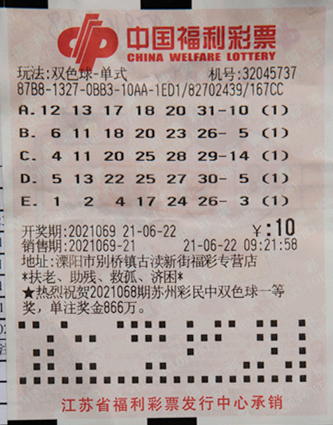 中国福利彩票
CHINA WELFARE LOTTERY
玩法:双色球-单式 机号:32045737
87B8-1327-0BB3-10AA-1ED1/82702439/167CC
A.12 13 17 18 20 31-10 (1)
B. 6 11 18 20 23 26- 5 (1)
C. 4 11 20 25 28 29-14 (1)
D. 5 13 22 25 27 30- 5 (1)
E. 1 2 4 9 24 26- 3 (1)
开奖期:2021069 21-06-22 ¥:10
销售期:2021069-21 21-06-22 09:21:58
地址:溧阳市别桥镇古渎新街福彩专营店
*扶老、助残、救孤、济困*
★热烈祝贺2021068期苏州彩民中双色球一等
奖,单注奖金866万。
江苏省福利彩票发行中心承销